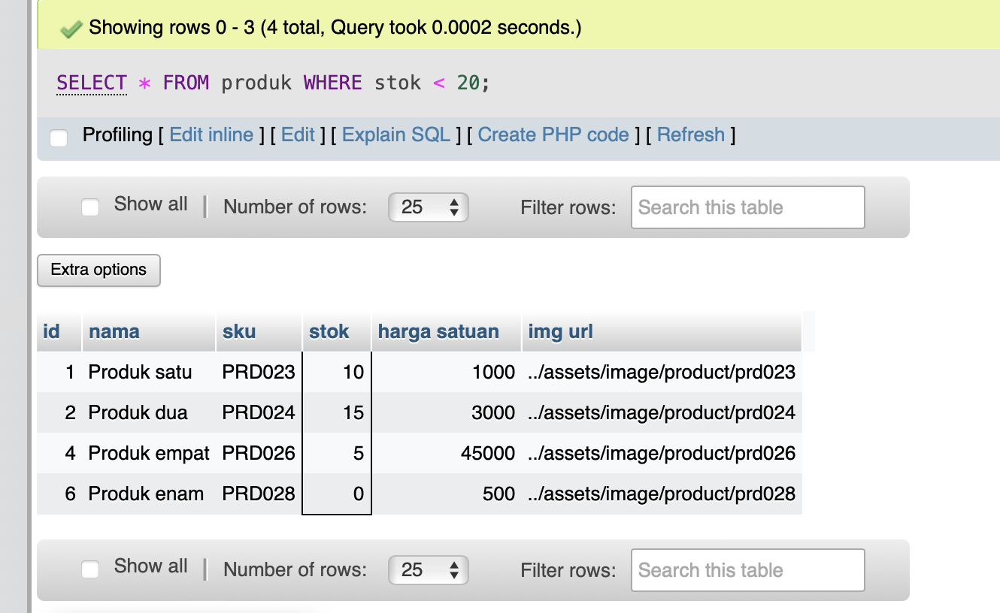 Showing rows 0 - 3 (4 total, Query took 0.0002 seconds.)
SELECT * FROM produk WHERE stok < 20;
Profiling [ Edit inline ] [ Edit ] [ Explain SQL ] [ Create PHP code ] [ Refresh ]
Show all | Number of rows: 25 Filter rows: Search this table
Extra options
id nama sku stok harga satuan img url
1 Produk satu PRD023 10 1000 ../assets/image/product/prd023
2 Produk dua PRD024 15 3000 ../assets/image/product/prd024
4 Produk empat PRD026 5 45000 ../assets/image/product/prd026
6 Produk enam PRD028 0 500 ../assets/image/product/prd028
Show all | Number of rows: 25 Filter rows: Search this table